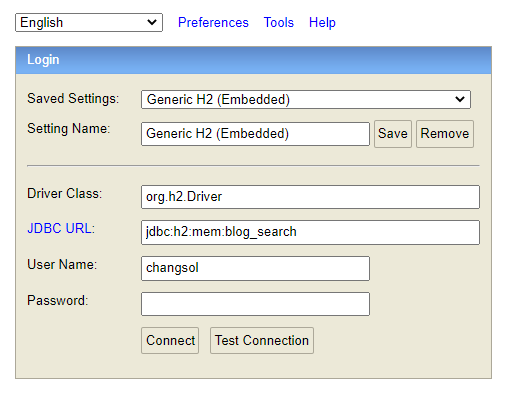 English Preferences Tools Help
Login
Saved Settings: Generic H2 (Embedded)
Setting Name: Generic H2 (Embedded) Save Remove
Driver Class: org.h2.Driver
JDBC URL: jdbc:h2:mem:blog_search
User Name: changsol
Password:
Connect Test Connection